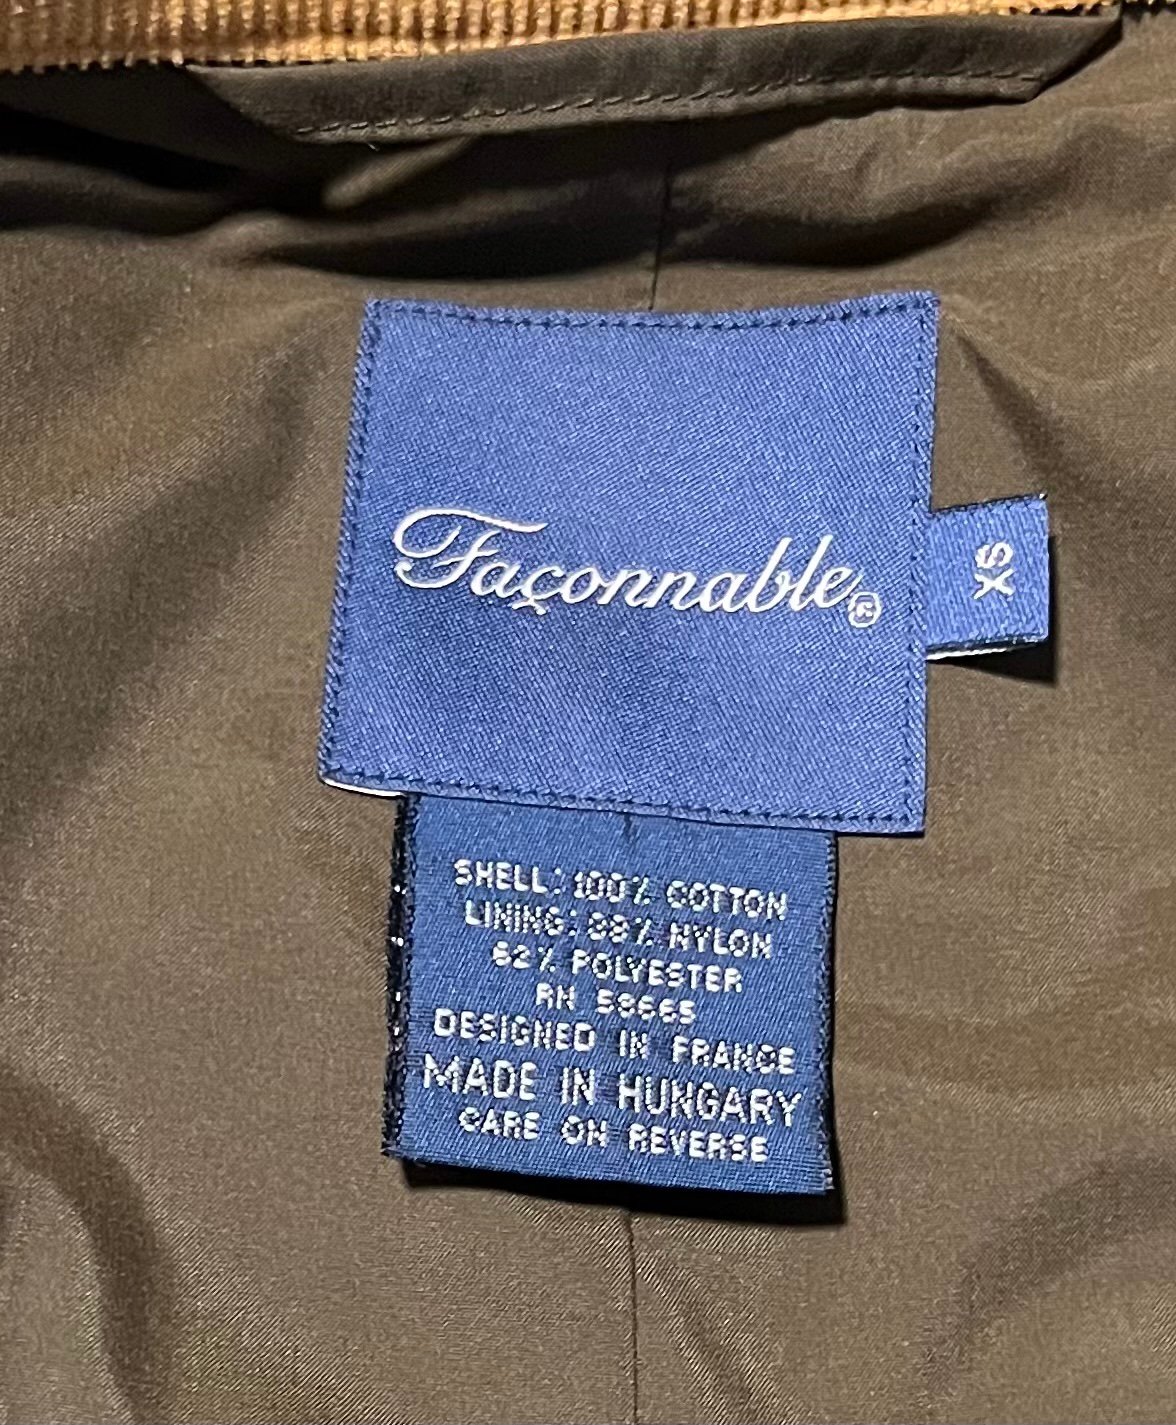 Façonnable®
XS
SHELL: 100% COTTON
LINING: 38% NYLON
62% POLYESTER
RN 58665
DESIGNED IN FRANCE
MADE IN HUNGARY
CARE ON REVERSE